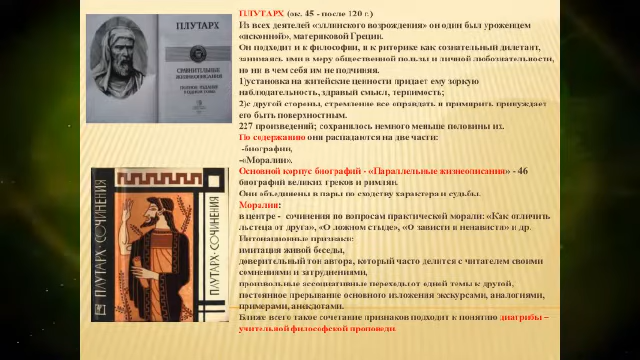 ПЛУТАРХ (ок. 45 - после 120 г.)
Из всех деятелей «эллинского возрождения» он один был уроженцем
«исконной», материковой Греции.
Он подходит и к философии, и к риторике как сознательный дилетант,
занимаясь ими в меру общественной пользы и личной любознательности,
но ни в чем себя им не подчиняя.
1)установка на житейские ценности придает ему зоркую
наблюдательность, здравый смысл, терпимость;
2)с другой стороны, стремление все оправдать и примирить принуждает
его быть поверхностным.
227 произведений; сохранилось немного меньше половины их.
По содержанию они распадаются на две части:
-биографии,
-«Моралии».
Основной корпус биографий - «Параллельные жизнеописания» - 46
биографий великих греков и римлян.
Они объединены в пары по сходству характера и судьбы.
Моралии:
в центре - сочинения по вопросам практической морали: «Как отличить
льстеца от друга», «О ложном стыде», «О зависти и ненависти» и др.
Интонационные признаки:
имитация живой беседы,
доверительный тон автора, который часто делится с читателем своими
сомнениями и затруднениями,
произвольные ассоциативные переходы от одной темы к другой,
постоянное прерывание основного изложения экскурсами, аналогиями,
примерами, анекдотами.
Ближе всего такое сочетание признаков подходит к понятию диатрибы –
учительной философской проповеди.
ПЛУТАРХ
СРАВНИТЕЛЬНЫЕ
ЖИЗНЕОПИСАНИЯ
ПЛУТАРХ·СОЧИНЕНИЯ
ПЛУТАРХ·СОЧИНЕНИЯ